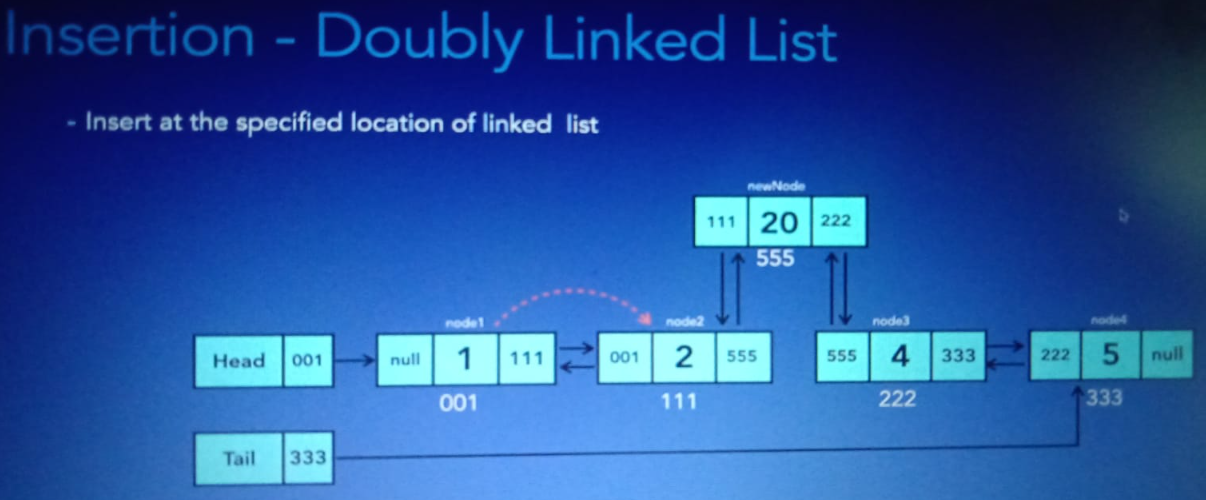 Insertion - Doubly Linked List
- Insert at the specified location of linked list
newNode
111 20 222
555
node1 node2 node3 node4
Head 001 null 1 111 001 2 555 555 4 333 222 5 null
001 111 222 333
Tail 333